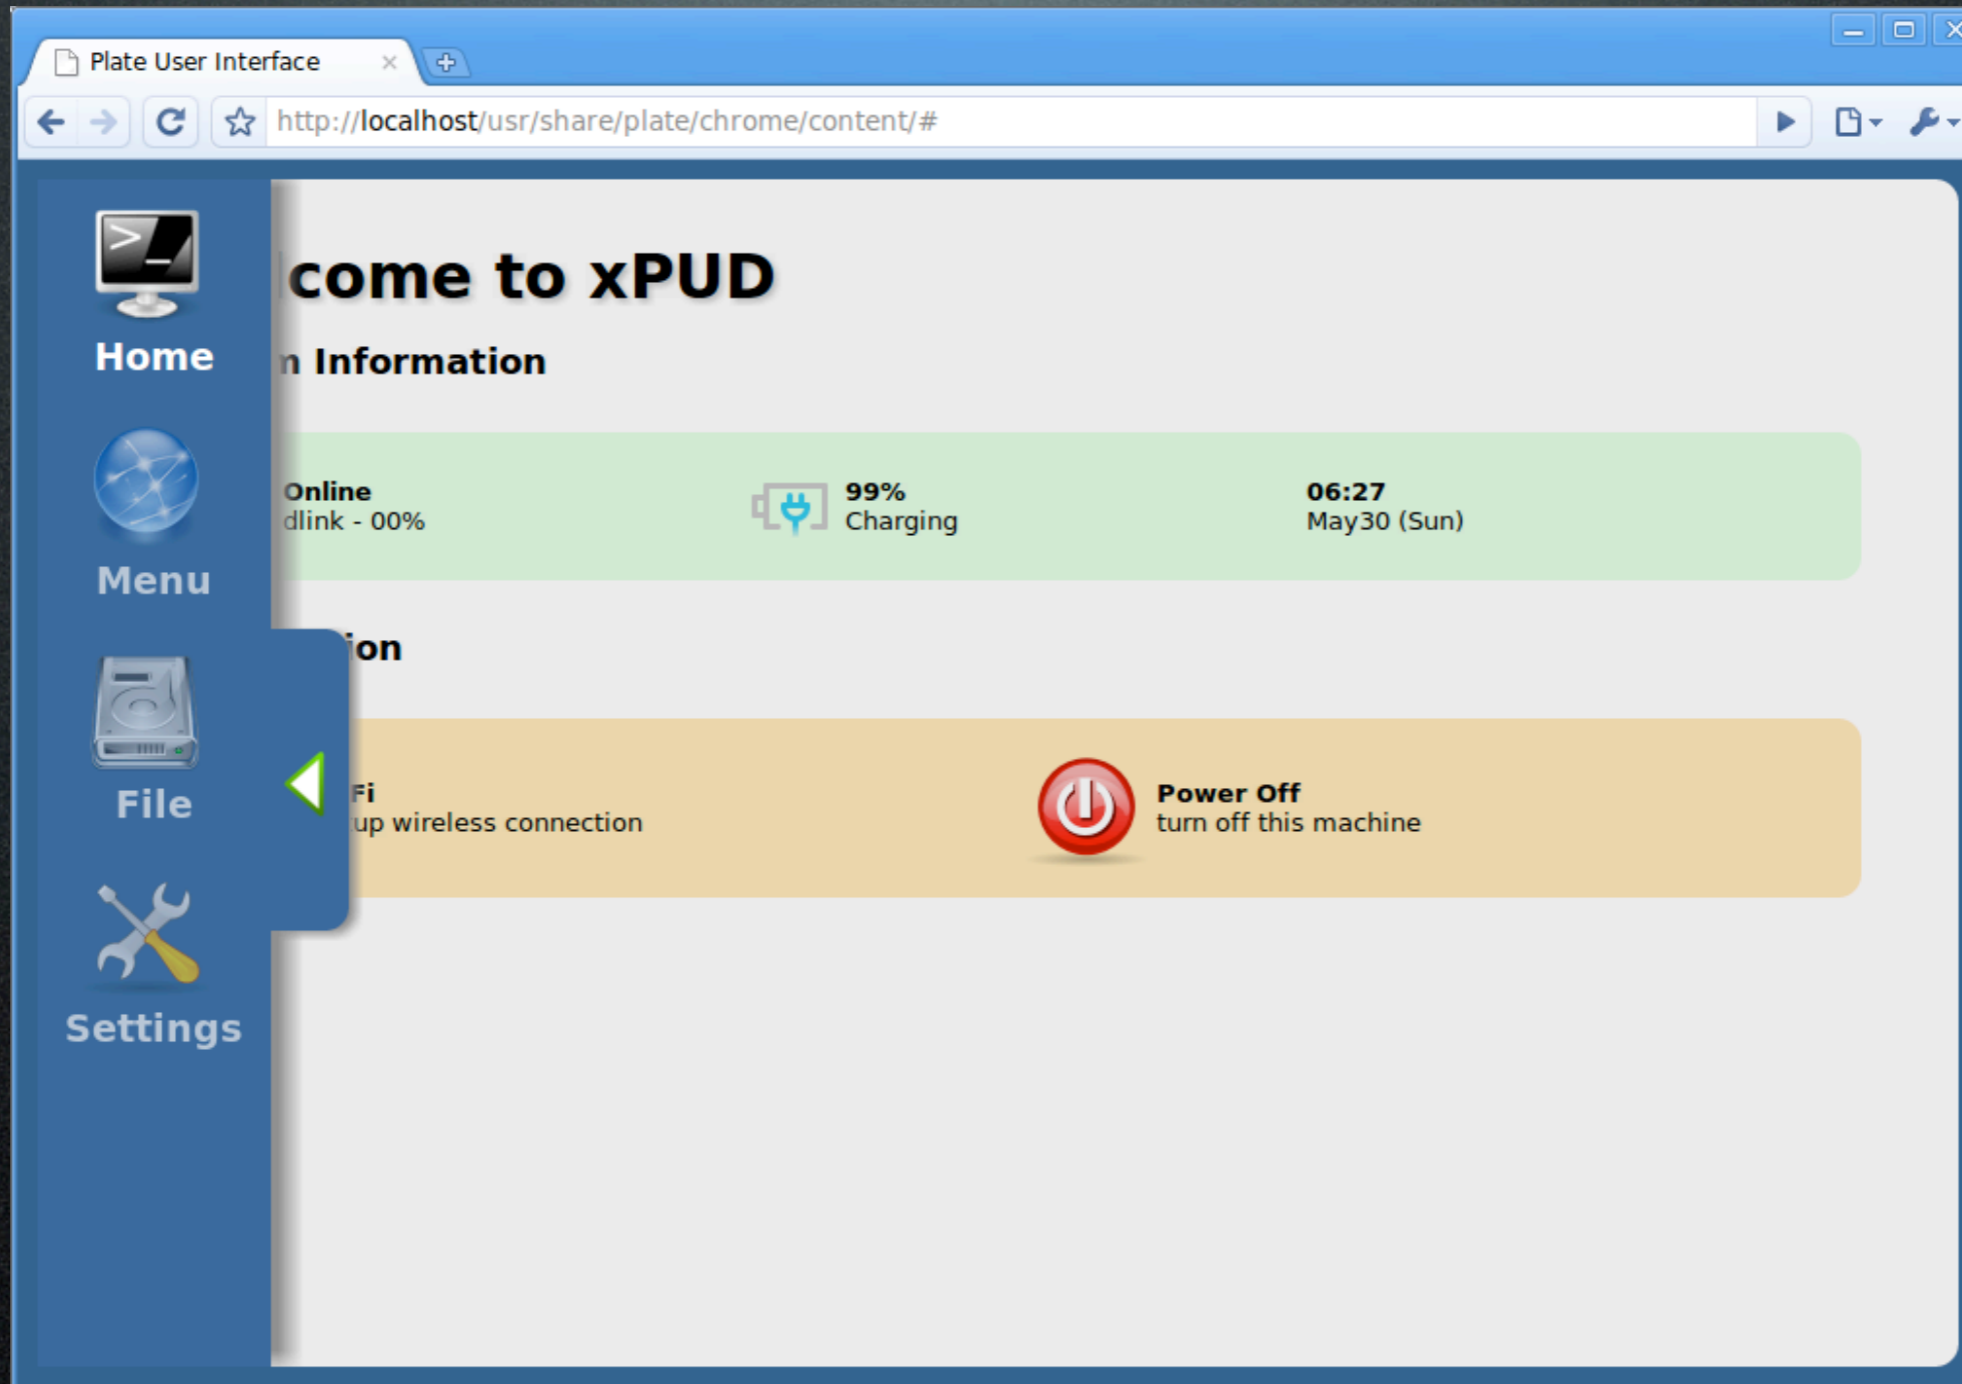 Plate User Interface
http://localhost/usr/share/plate/chrome/content/#
Home
Menu
File
Settings
come to xPUD
Information
Online
dlink - 00%
99%
Charging
06:27
May30 (Sun)
ion
Fi
up wireless connection
Power Off
turn off this machine